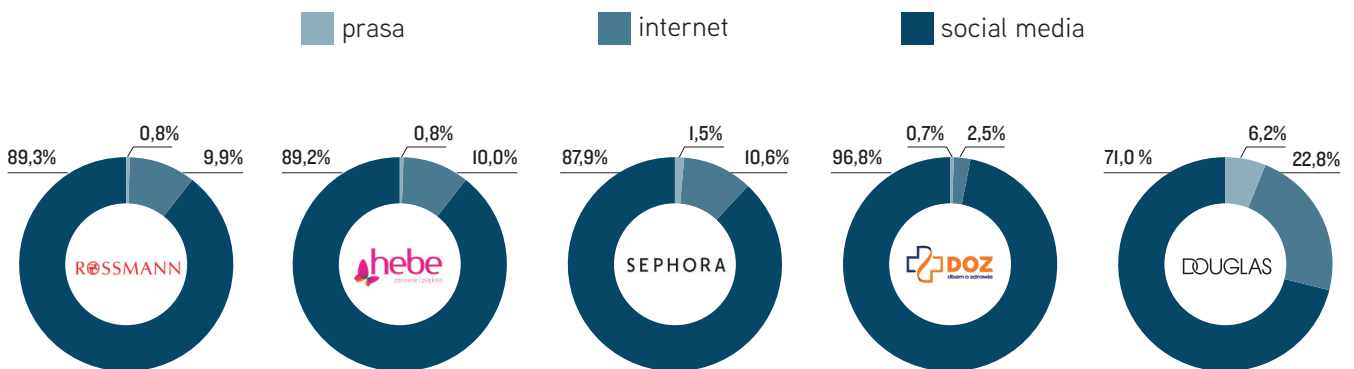 prasa internet social media
0,8% 0,8% 1,5% 0,7% 2,5% 6,2%
89,3% 9,9% 89,2% 10,0% 87,9% 10,6% 96,8% 71,0 % 22,8%
ROSSMANN hebe SEPHORA DOZ DOUGLAS
zdrowie i piękno dbam o zdrowie